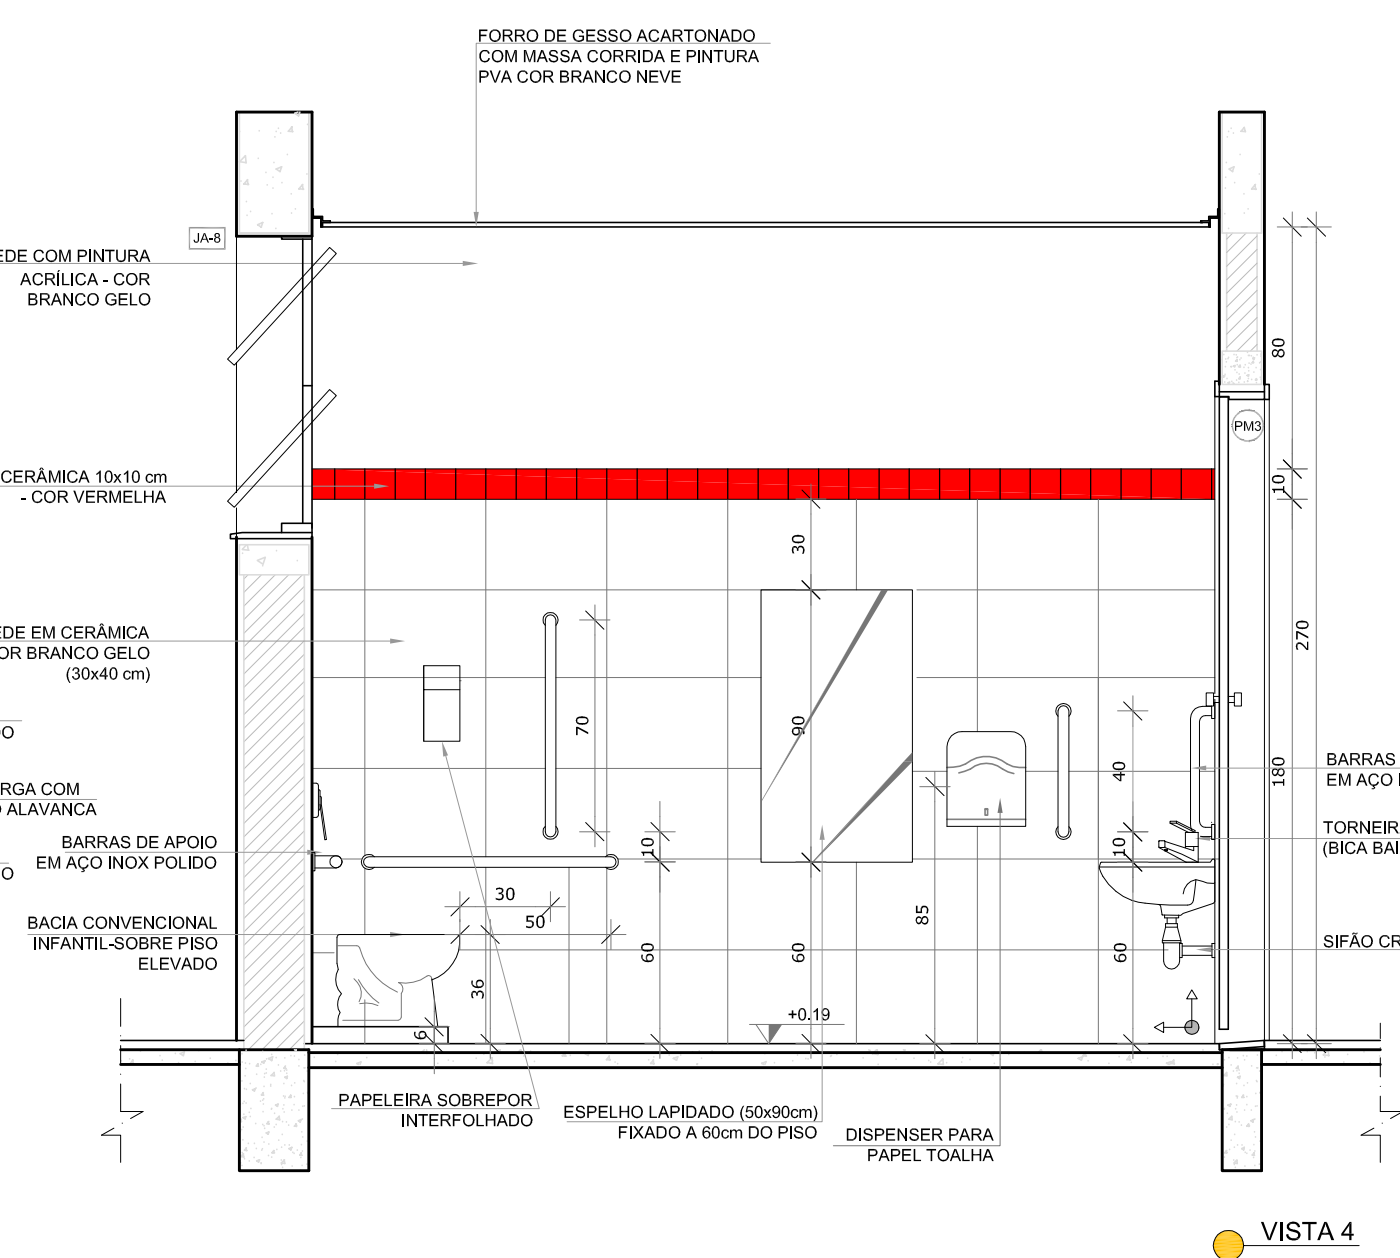 FORRO DE GESSO ACARTONADO
COM MASSA CORRIDA E PINTURA
PVA COR BRANCO NEVE
JA-8
EDE COM PINTURA
ACRÍLICA - COR
BRANCO GELO
80
PM3
CERÂMICA 10x10 cm
- COR VERMELHA
10
30
EDE EM CERÂMICA
OR BRANCO GELO
(30x40 cm)
270
70
90
40
180
BARRAS
EM AÇO
RGA COM
O ALAVANCA
BARRAS DE APOIO
EM AÇO INOX POLIDO
10
10
TORNEIR
(BICA BAI
30
50
85
BACIA CONVENCIONAL
INFANTIL-SOBRE PISO
ELEVADO
60
60
60
SIFÃO CR
36
6
+0.19
PAPELEIRA SOBREPOR
INTERFOLHADO
ESPELHO LAPIDADO (50x90cm)
FIXADO A 60cm DO PISO
DISPENSER PARA
PAPEL TOALHA
VISTA 4